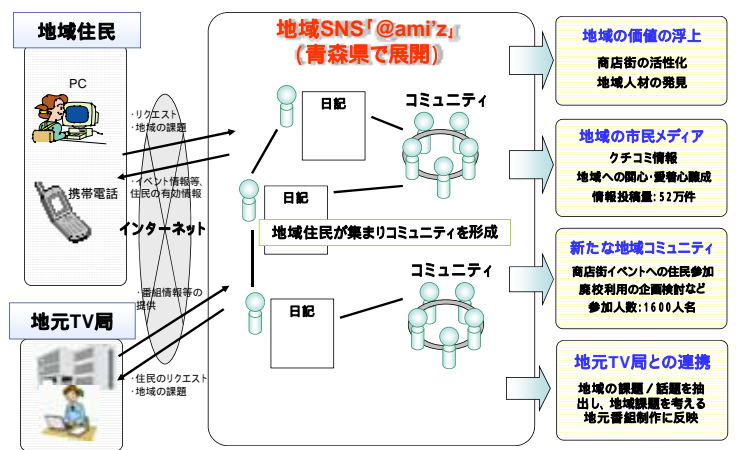 地域住民
PC
携帯電話
・リクエスト
・地域の課題
・イベント情報等、
住民の有効情報
インターネット
・番組情報等の
提供
地元TV局
・住民のリクエスト
・地域の課題
地域SNS「@ami'z」
(青森県で展開)
日記
コミュニティ
日記
地域住民が集まりコミュニティを形成
コミュニティ
日記
地域の価値の浮上
商店街の活性化
地域人材の発見
地域の市民メディア
クチコミ情報
地域への関心・愛着心醸成
情報投稿量:52万件
新たな地域コミュニティ
商店街イベントへの住民参加
廃校利用の企画検討など
参加人数:1600人名
地元TV局との連携
地域の課題/話題を抽
出し、地域課題を考える
地元番組制作に反映